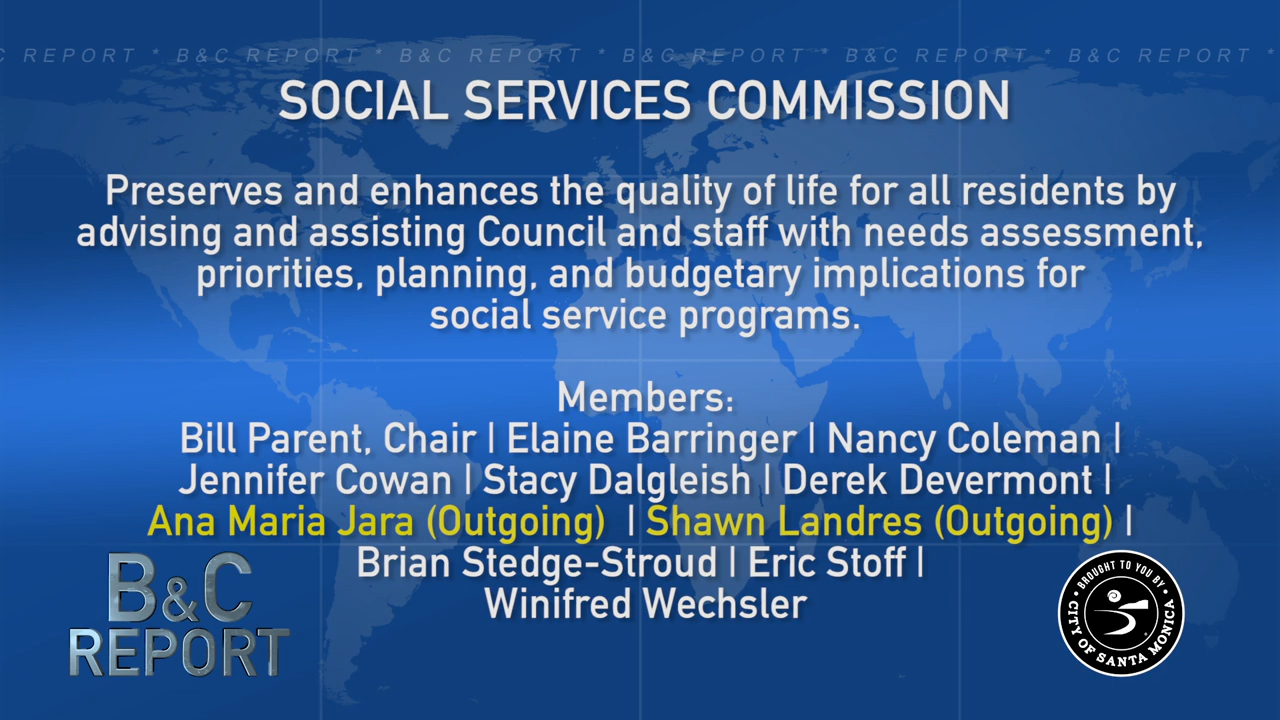 C REPORT * B&C REPORT * B&C REPORT * B&C REPORT * B&C REPORT * B&C REPORT *
SOCIAL SERVICES COMMISSION
Preserves and enhances the quality of life for all residents by
advising and assisting Council and staff with needs assessment,
priorities, planning, and budgetary implications for
social service programs.
Members:
Bill Parent, Chair | Elaine Barringer | Nancy Coleman |
Jennifer Cowan | Stacy Dalgleish | Derek Devermont |
Ana Maria Jara (Outgoing) | Shawn Landres (Outgoing) |
Brian Stedge-Stroud | Eric Stoff |
Winifred Wechsler
B&C
REPORT
• BROUGHT TO YOU BY •
CITY OF SANTA MONICA